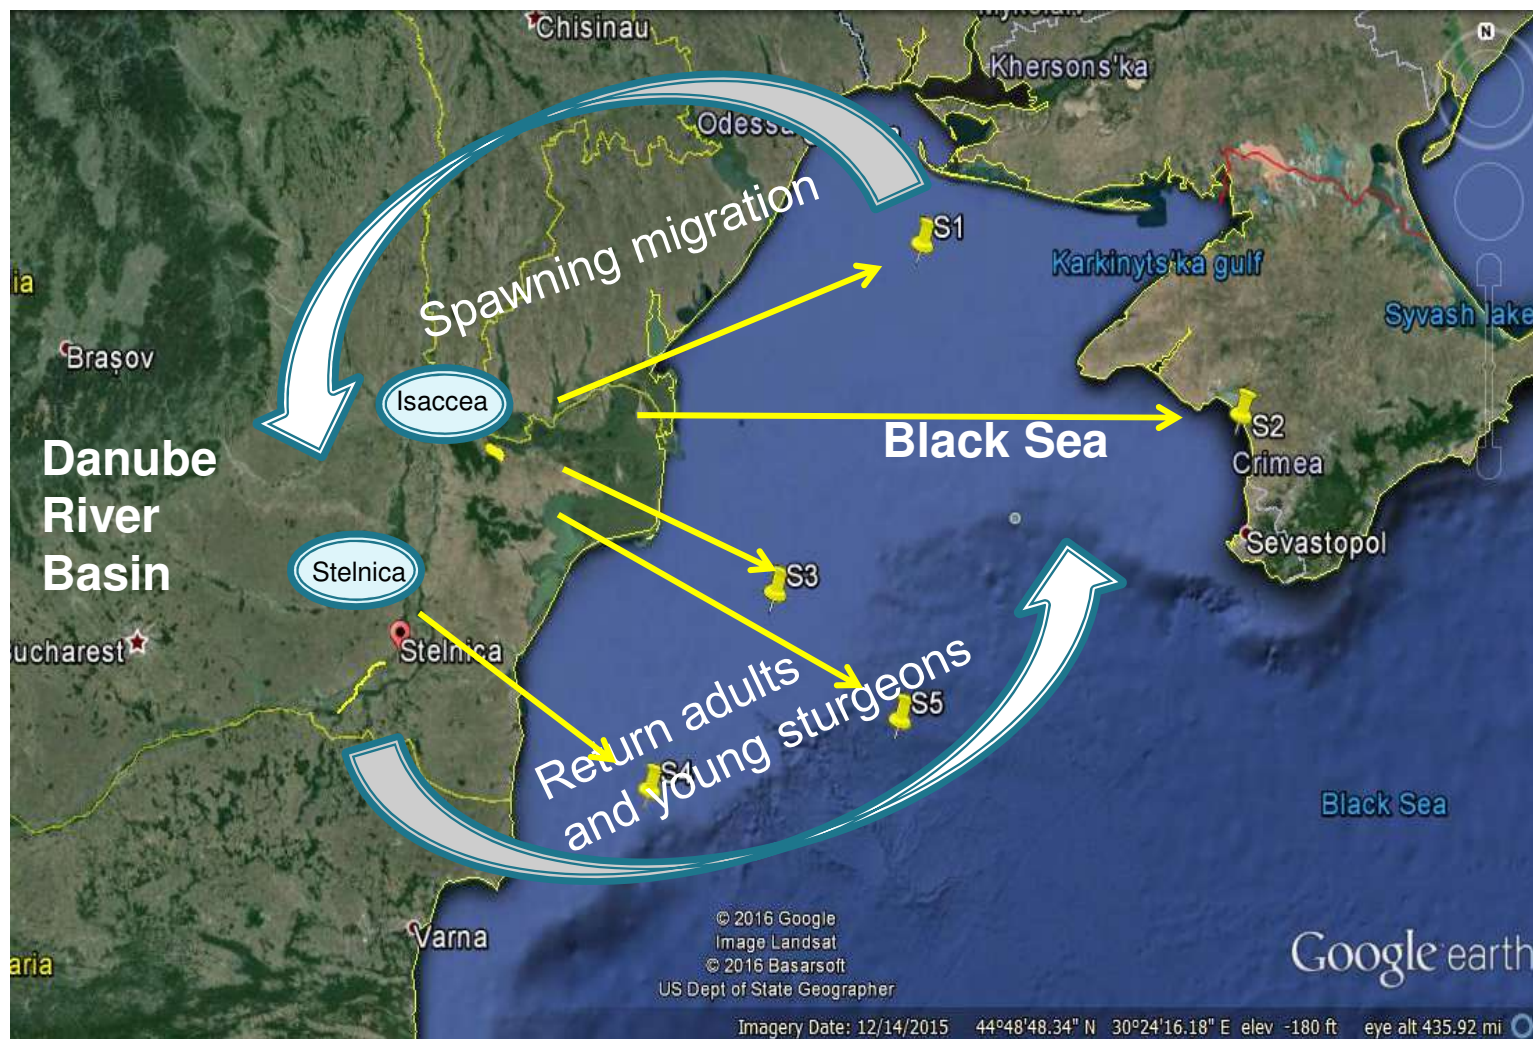 Chisinau
Khersons'ka
Odessa
S1
Spawning migration
Karkinyts'ka gulf
ia
Syvash lake
Brașov
Isaccea
S2
Black Sea
Crimea
Danube
River
Basin
Sevastopol
Stelnica
S3
ucharest
Stelnica
Return adults
and young sturgeons
S5
S4
Black Sea
Varna
aria
© 2016 Google
Image Landsat
© 2016 Basarsoft
US Dept of State Geographer
Google earth
Imagery Date: 12/14/2015 44°48'48.34" N 30°24'16.18" E elev -180 ft eye alt 435.92 mi
N